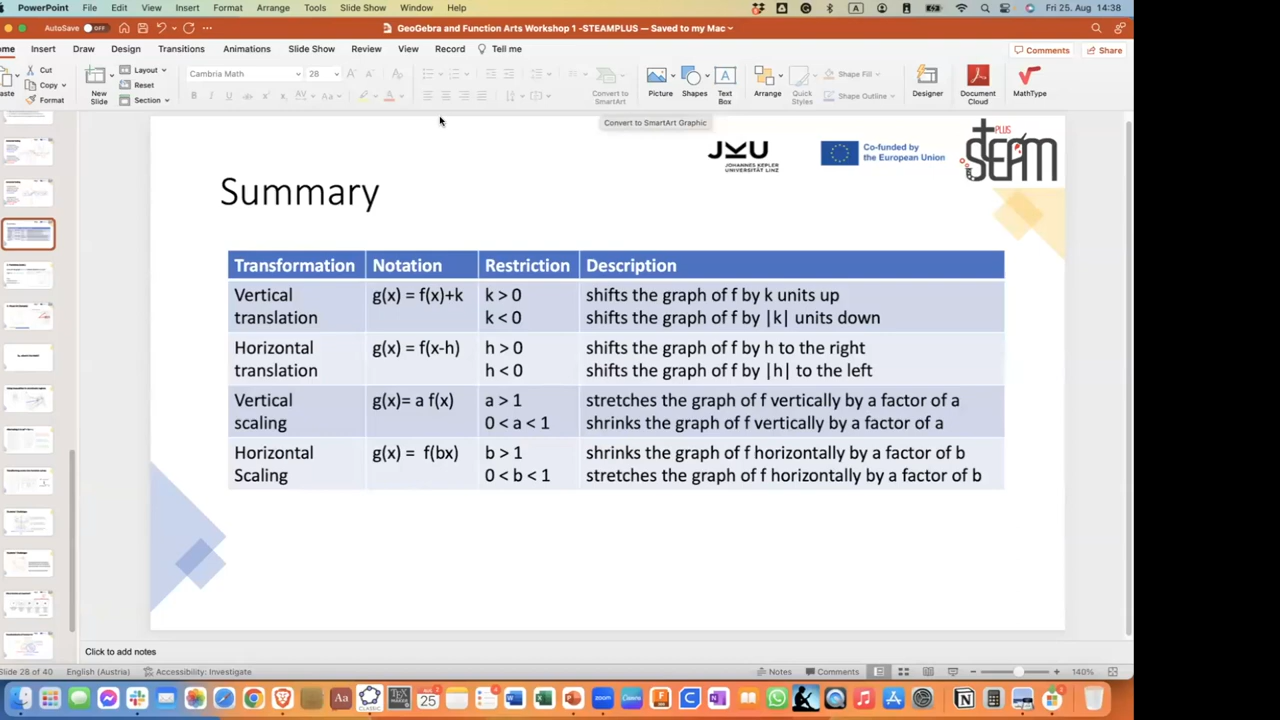 PowerPoint File Edit View Insert Format Arrange Tools Slide Show Window Help Fri 25. Aug 14:38
AutoSave OFF GeoGebra and Function Arts Workshop 1 -STEAMPLUS — Saved to my Mac
ome Insert Draw Design Transitions Animations Slide Show Review View Record Tell me Comments Share
Cut
Copy
Format
aste
New
Slide
Layout
Reset
Section
Cambria Math 28
Convert to
SmartArt
Picture
Shapes
Text
Box
Arrange
Quick
Styles
Shape Fill
Shape Outline
Designer
Document
Cloud
MathType
Convert to SmartArt Graphic
JKU
JOHANNES KEPLER
UNIVERSITÄT LINZ
Co-funded by
the European Union
PLUS
STEAM
Summary
Transformation Notation Restriction Description
Vertical g(x) = f(x)+k k > 0 shifts the graph of f by k units up
translation k < 0 shifts the graph of f by |k| units down
Horizontal g(x) = f(x-h) h > 0 shifts the graph of f by h to the right
translation h < 0 shifts the graph of f by |h| to the left
Vertical g(x)= a f(x) a > 1 stretches the graph of f vertically by a factor of a
scaling 0 < a < 1 shrinks the graph of f vertically by a factor of a
Horizontal g(x) = f(bx) b > 1 shrinks the graph of f horizontally by a factor of b
Scaling 0 < b < 1 stretches the graph of f horizontally by a factor of b
Click to add notes
Slide 28 of 40 English (Austria) Accessibility: Investigate Notes Comments 140%